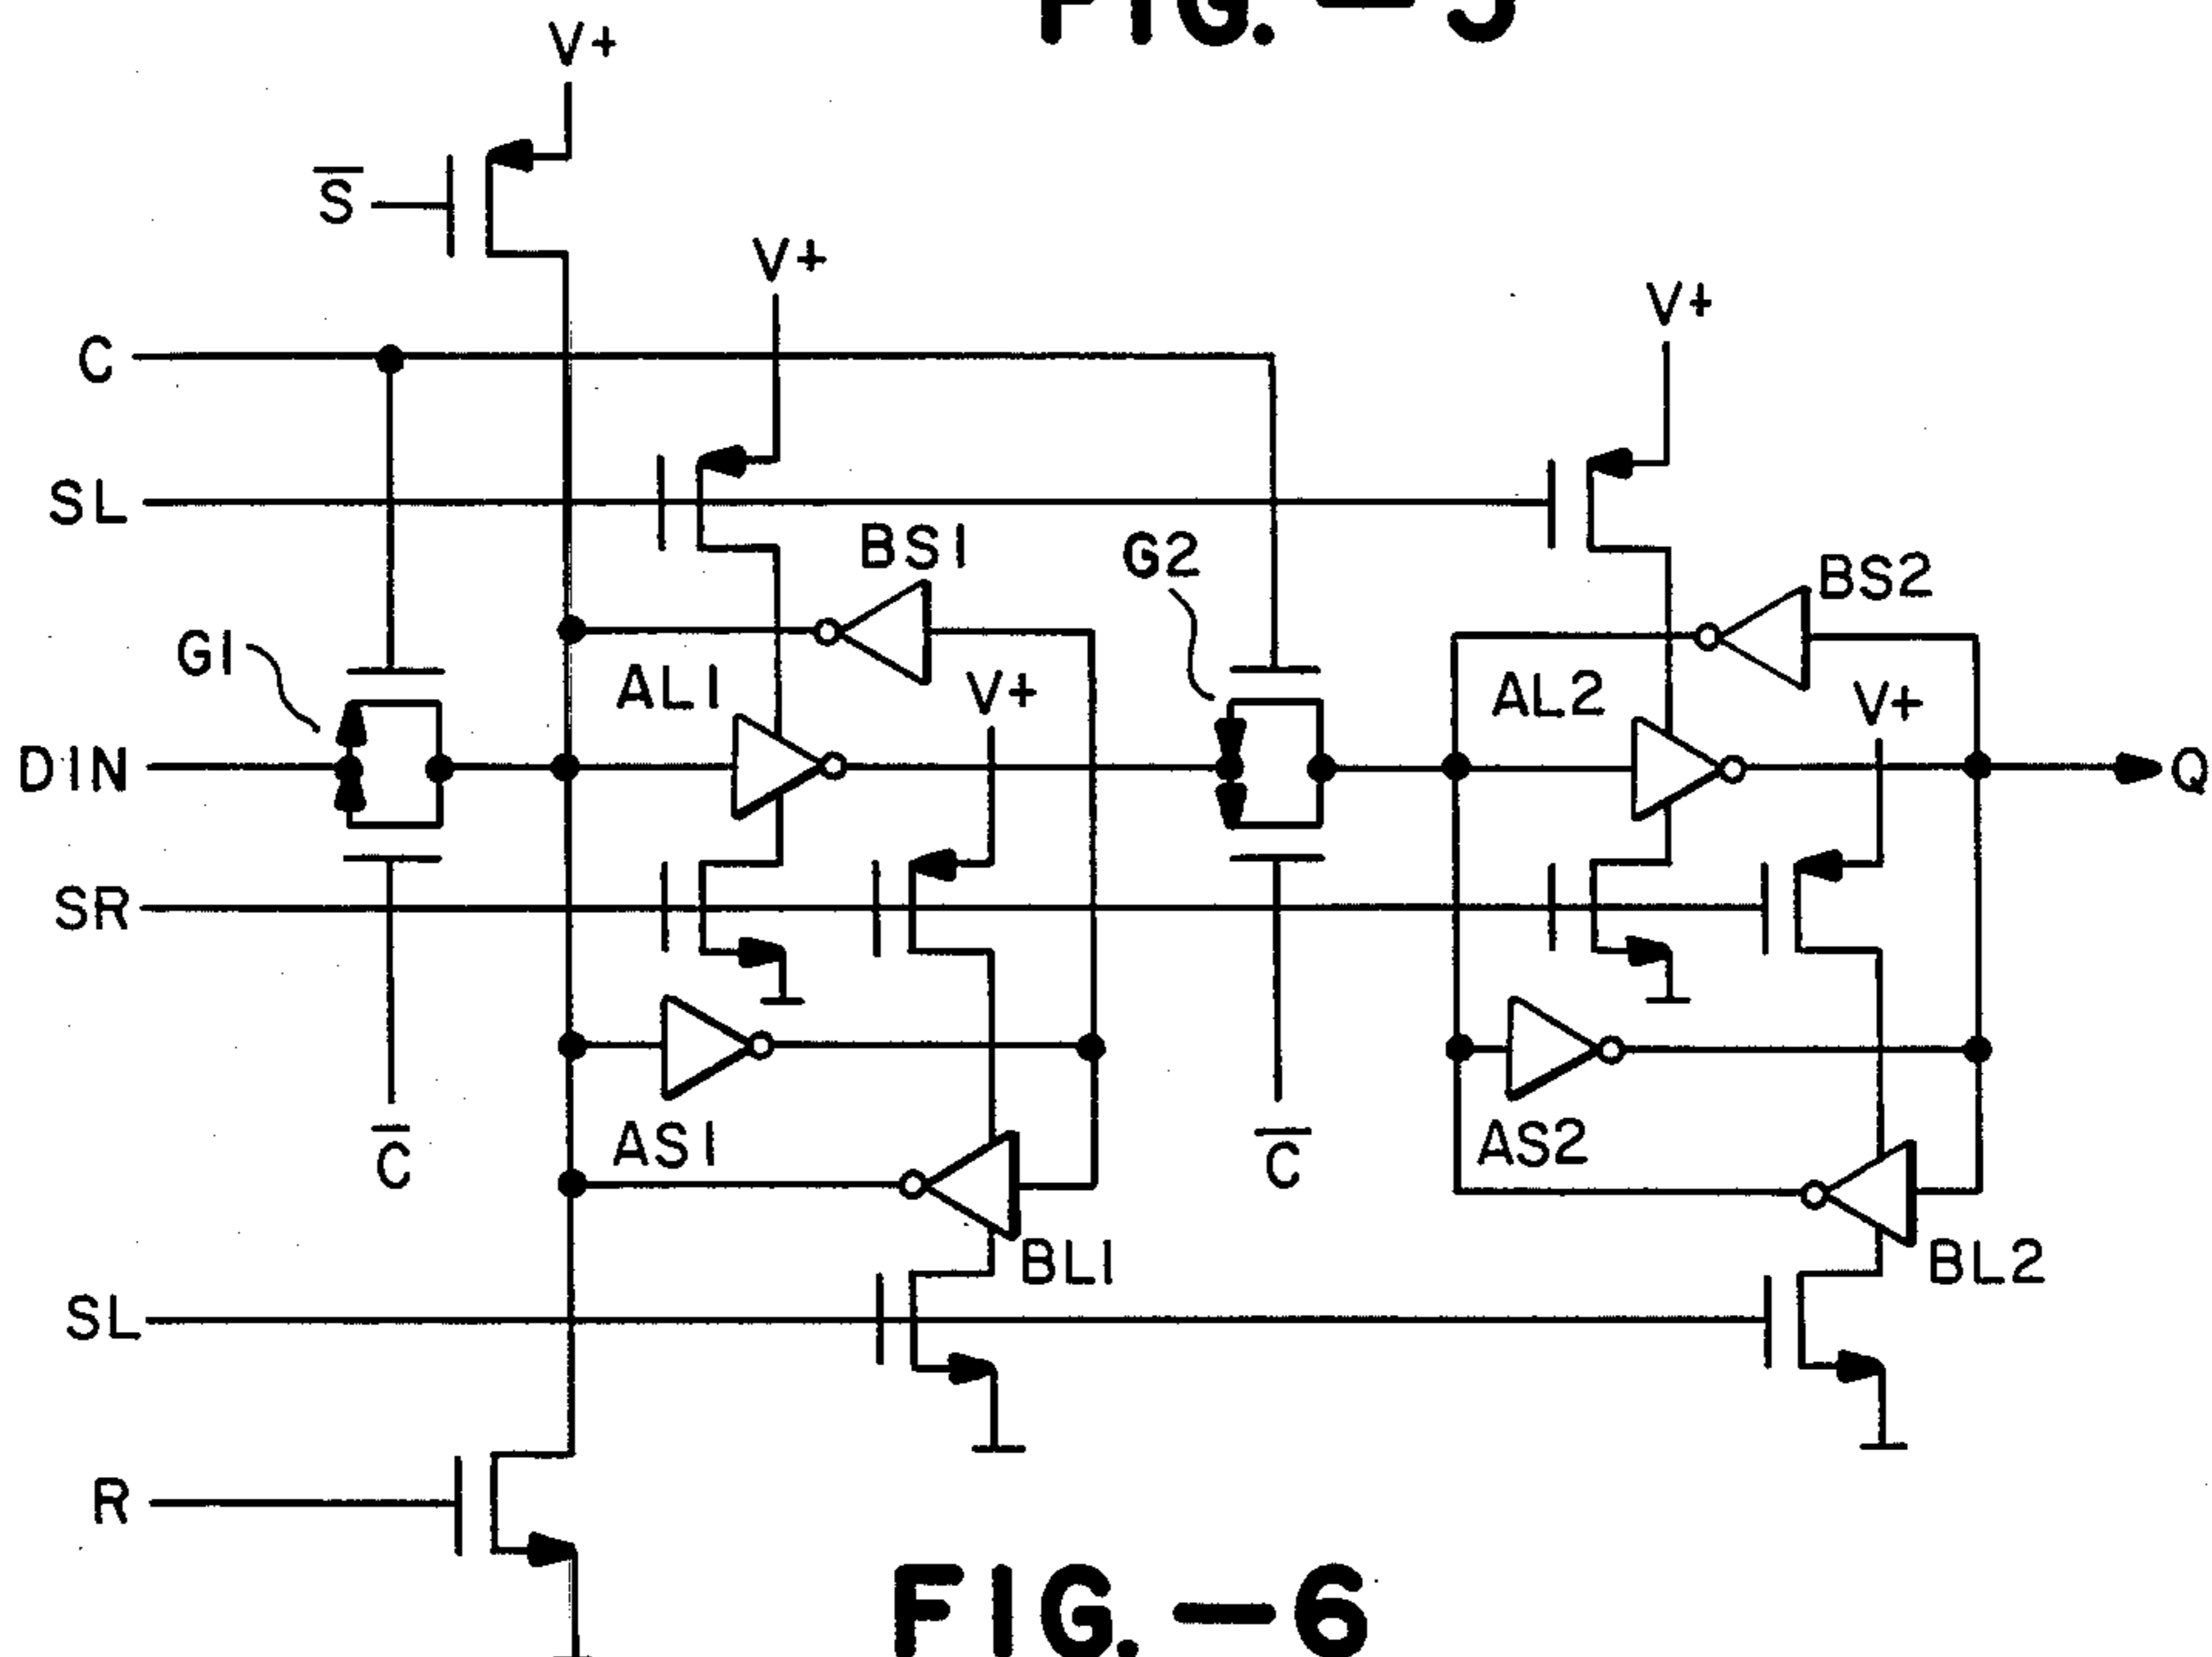 FIG.—5
V+
S̅
V+
V+
C
SL
BS1
G2
BS2
G1
AL1
V+
AL2
V+
DIN
Q
SR
C̅
AS1
C̅
AS2
BL1
BL2
SL
R
FIG.—6